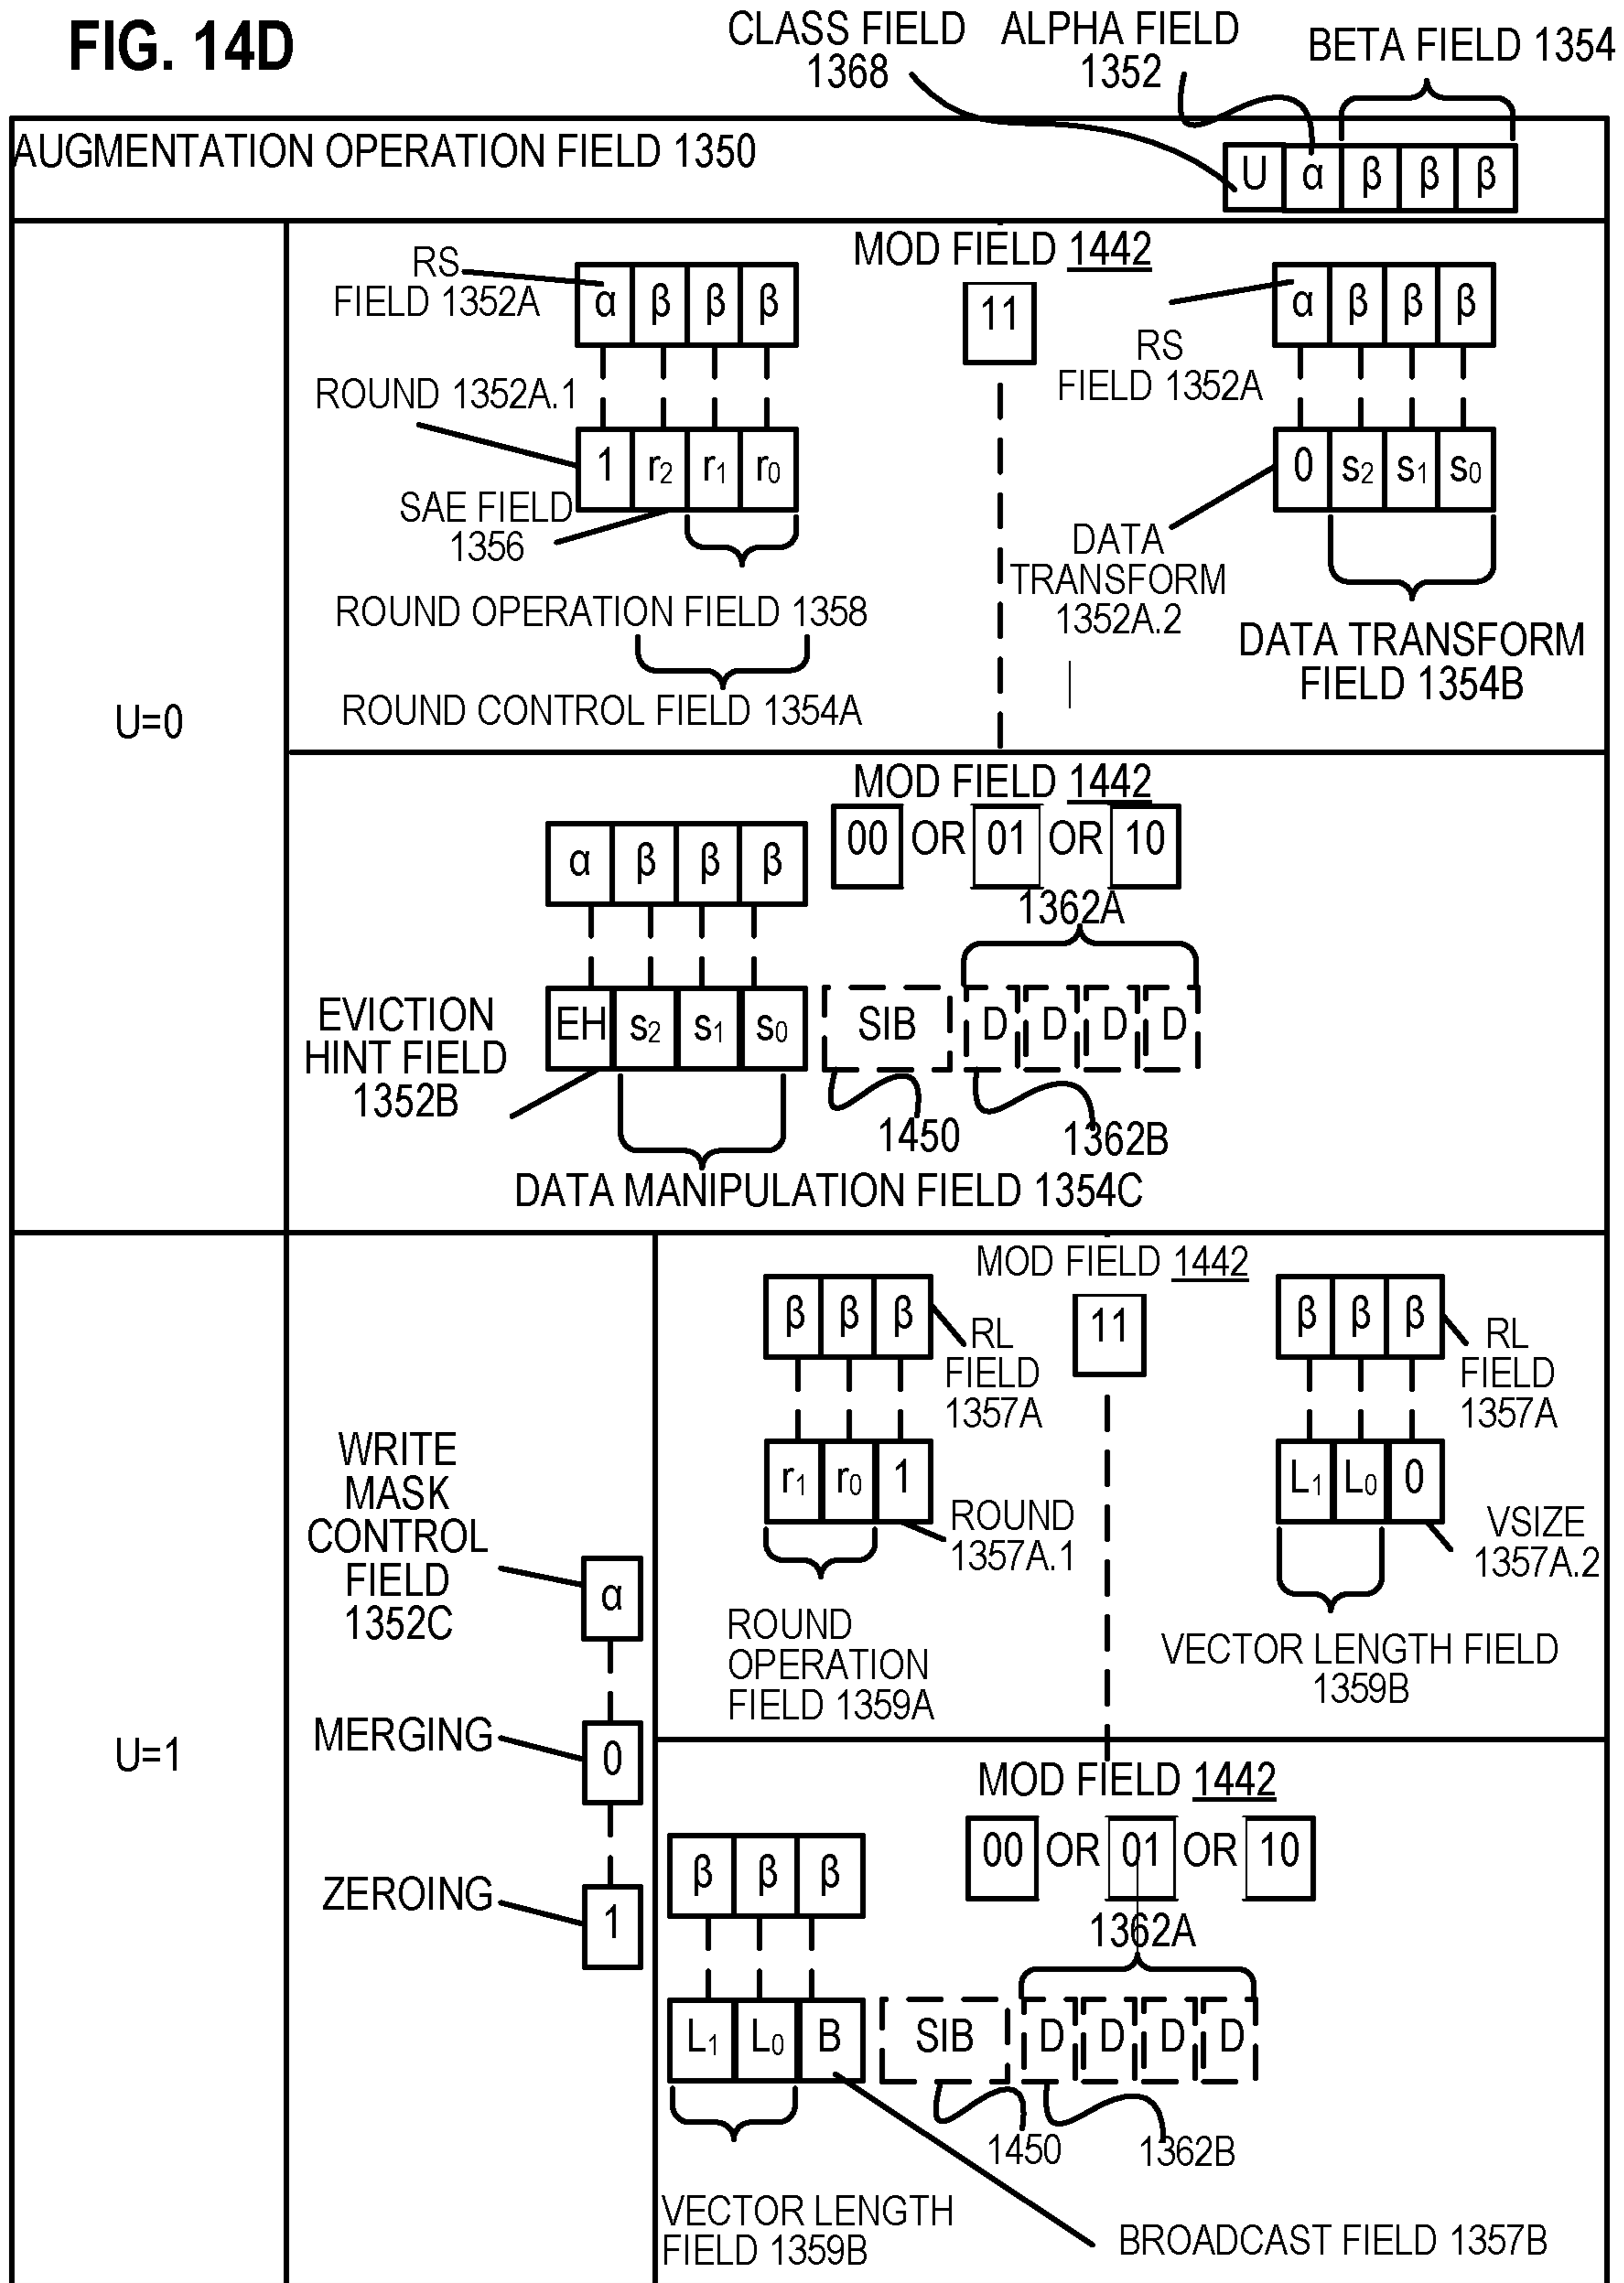 FIG. 14D
CLASS FIELD
1368
ALPHA FIELD
1352
BETA FIELD 1354
AUGMENTATION OPERATION FIELD 1350
U α β β β
U=0
MOD FIELD 1442
11
RS
FIELD 1352A
α β β β
ROUND 1352A.1
1 r2 r1 r0
SAE FIELD
1356
ROUND OPERATION FIELD 1358
ROUND CONTROL FIELD 1354A
α β β β
RS
FIELD 1352A
0 s2 s1 s0
DATA
TRANSFORM
1352A.2
DATA TRANSFORM
FIELD 1354B
MOD FIELD 1442
00 OR 01 OR 10
α β β β
1362A
EVICTION
HINT FIELD
1352B
EH s2 s1 s0 SIB D D D D
1450
1362B
DATA MANIPULATION FIELD 1354C
U=1
WRITE
MASK
CONTROL
FIELD
1352C
α
MERGING
0
ZEROING
1
MOD FIELD 1442
11
β β β
RL
FIELD
1357A
r1 r0 1
ROUND
1357A.1
ROUND
OPERATION
FIELD 1359A
β β β
RL
FIELD
1357A
L1 L0 0
VSIZE
1357A.2
VECTOR LENGTH FIELD
1359B
MOD FIELD 1442
00 OR 01 OR 10
β β β
1362A
L1 L0 B SIB D D D D
1450
1362B
VECTOR LENGTH
FIELD 1359B
BROADCAST FIELD 1357B